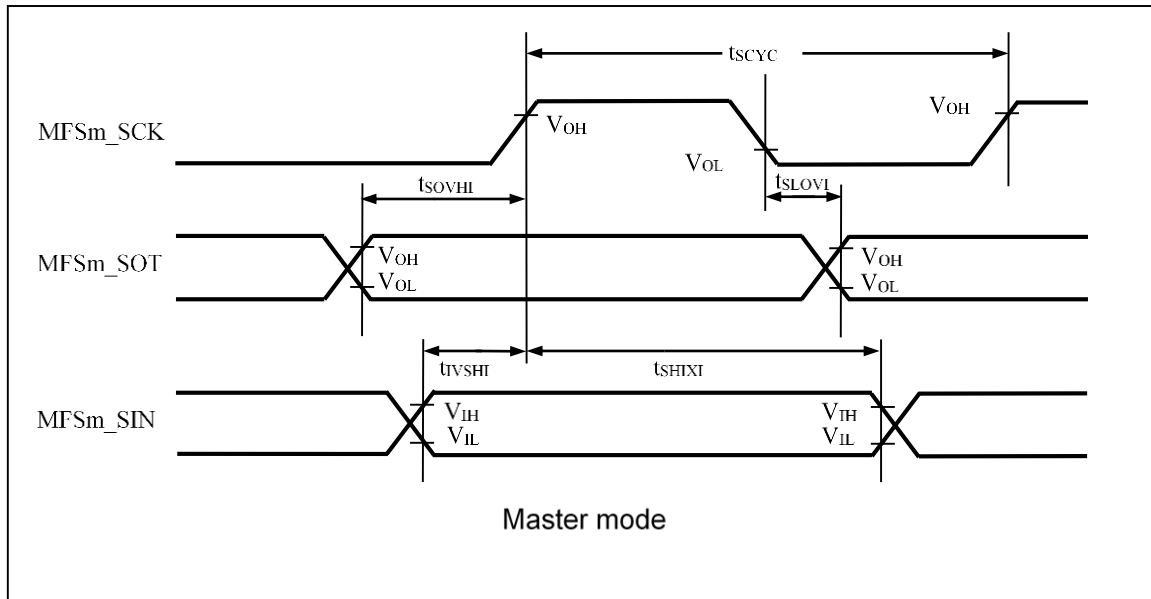 tSCYC
MFSm_SCK
VOH
VOH
VOL
tSOVHI
tSLOVI
MFSm_SOT
VOH
VOH
VOL
VOL
tIVSHI
tSHIXI
MFSm_SIN
VIH
VIH
VIL
VIL
Master mode